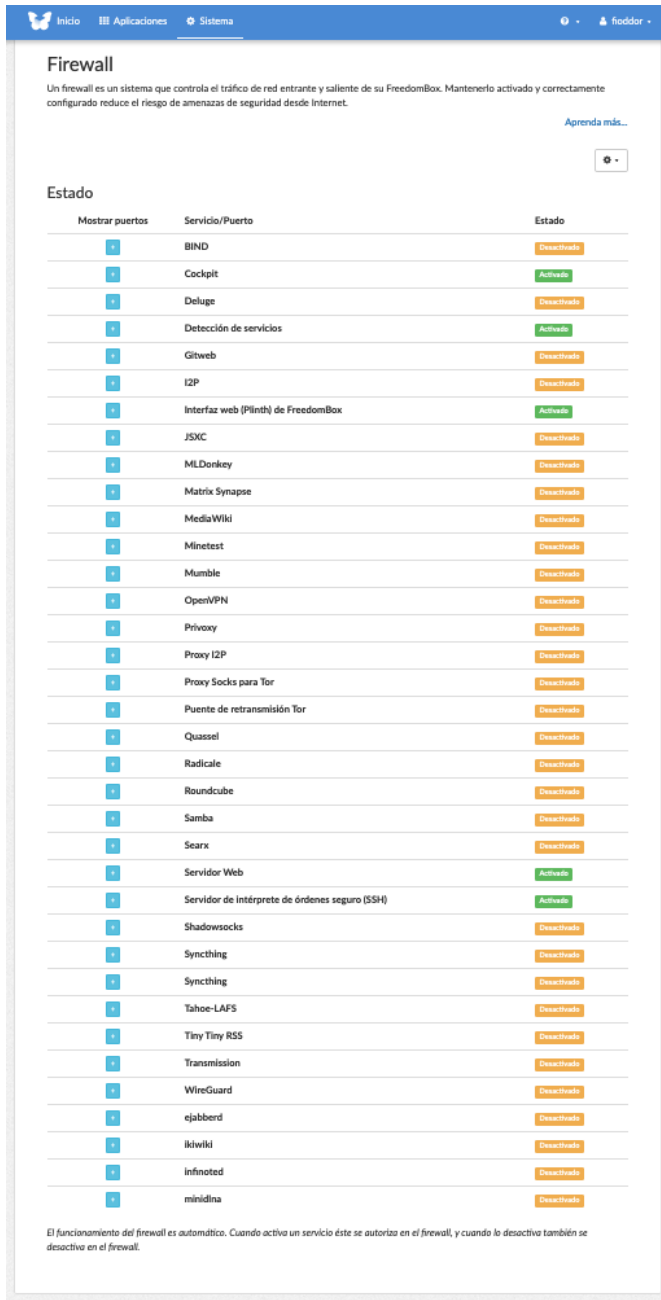 Inicio Aplicaciones Sistema fioddor
Firewall
Un firewall es un sistema que controla el tráfico de red entrante y saliente de su FreedomBox. Mantenerlo activado y correctamente
configurado reduce el riesgo de amenazas de seguridad desde Internet.
Aprenda más...
Estado
Mostrar puertos Servicio/Puerto Estado
+ BIND Desactivado
+ Cockpit Activado
+ Deluge Desactivado
+ Detección de servicios Activado
+ Gitweb Desactivado
+ I2P Desactivado
+ Interfaz web (Plinth) de FreedomBox Activado
+ JSXC Desactivado
+ MLDonkey Desactivado
+ Matrix Synapse Desactivado
+ MediaWiki Desactivado
+ Minetest Desactivado
+ Mumble Desactivado
+ OpenVPN Desactivado
+ Privoxy Desactivado
+ Proxy I2P Desactivado
+ Proxy Socks para Tor Desactivado
+ Puente de retransmisión Tor Desactivado
+ Quassel Desactivado
+ Radicale Desactivado
+ Roundcube Desactivado
+ Samba Desactivado
+ Searx Desactivado
+ Servidor Web Activado
+ Servidor de intérprete de órdenes seguro (SSH) Activado
+ Shadowsocks Desactivado
+ Syncthing Desactivado
+ Syncthing Desactivado
+ Tahoe-LAFS Desactivado
+ Tiny Tiny RSS Desactivado
+ Transmission Desactivado
+ WireGuard Desactivado
+ ejabberd Desactivado
+ ikiwiki Desactivado
+ infinoted Desactivado
+ minidlna Desactivado
El funcionamiento del firewall es automático. Cuando activa un servicio éste se autoriza en el firewall, y cuando lo desactiva también se
desactiva en el firewall.